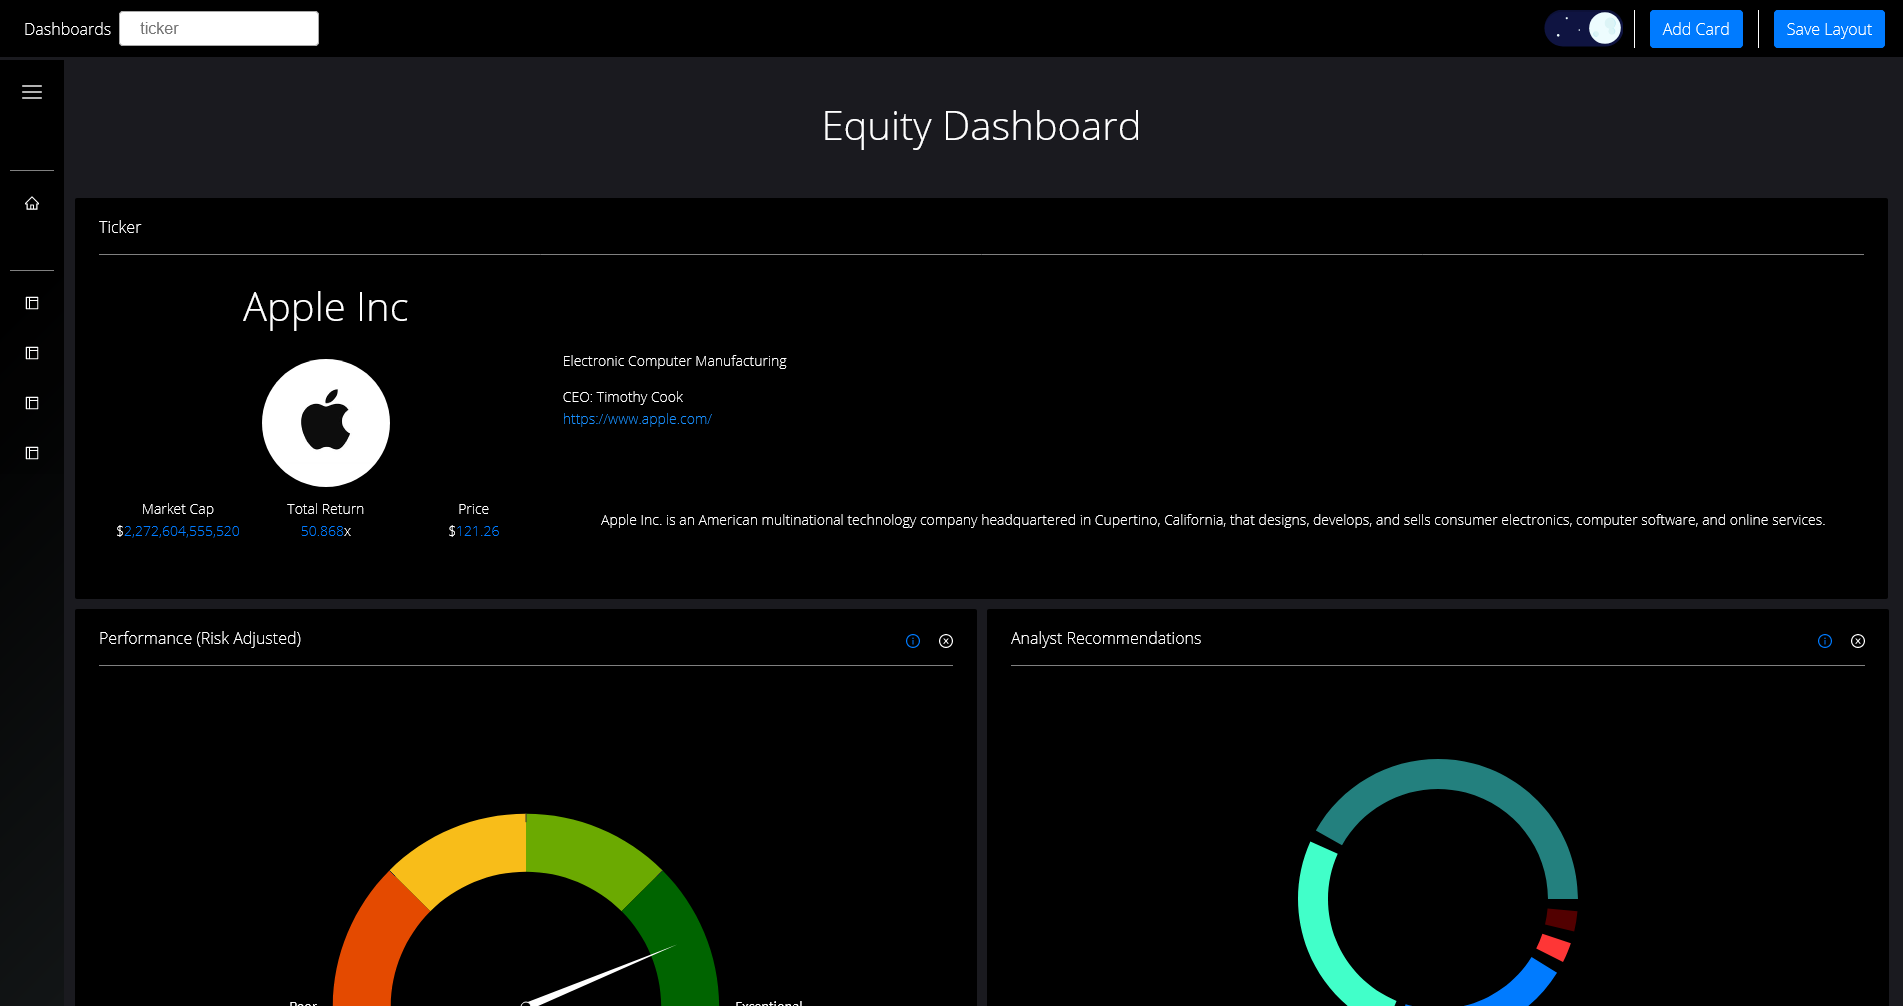 Dashboards
ticker
Add Card
Save Layout
Equity Dashboard
Ticker
Apple Inc
Electronic Computer Manufacturing
CEO: Timothy Cook
https://www.apple.com/
Market Cap
$2,272,604,555,520
Total Return
50.868x
Price
$121.26
Apple Inc. is an American multinational technology company headquartered in Cupertino, California, that designs, develops, and sells consumer electronics, computer software, and online services.
Performance (Risk Adjusted)
Analyst Recommendations
Poor
Exceptional